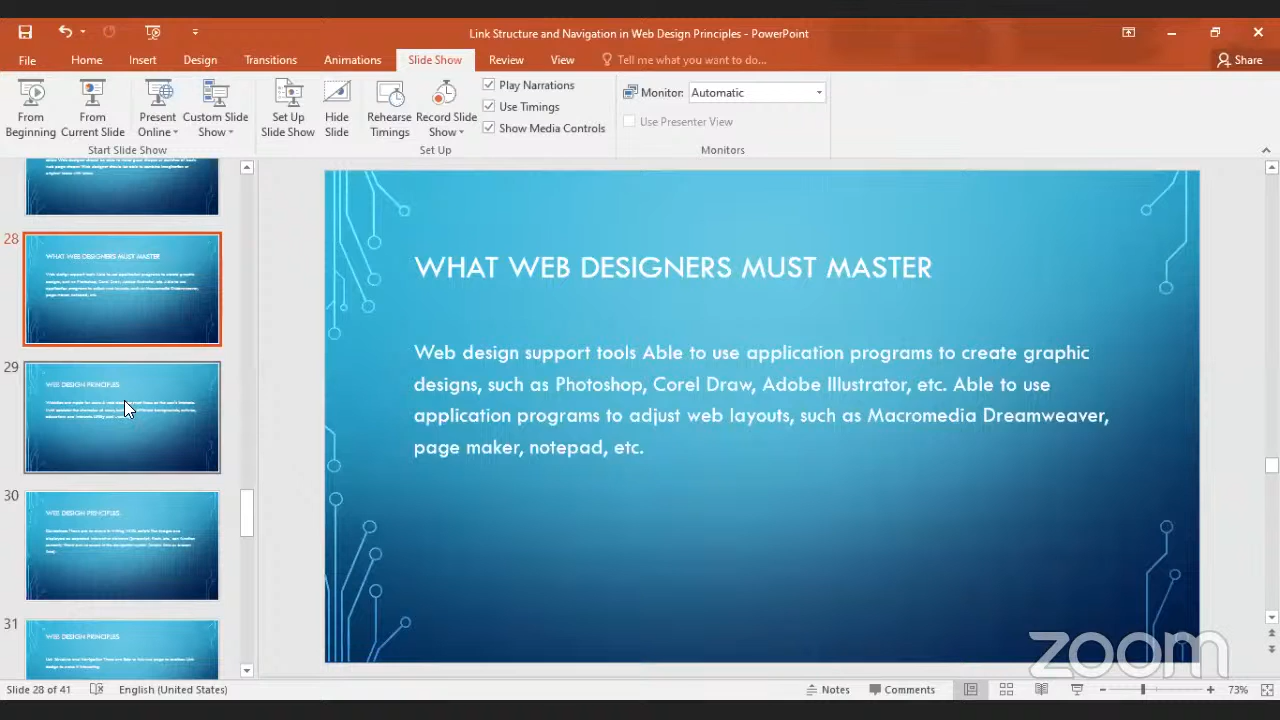 Link Structure and Navigation in Web Design Principles - PowerPoint
File Home Insert Design Transitions Animations Slide Show Review View Tell me what you want to do... Share
From Beginning
From Current Slide
Present Online
Custom Slide Show
Start Slide Show
Set Up Slide Show
Hide Slide
Rehearse Timings
Record Slide Show
Play Narrations
Use Timings
Show Media Controls
Set Up
Monitor: Automatic
Use Presenter View
Monitors
28
WHAT WEB DESIGNERS MUST MASTER
29
WEB DESIGN PRINCIPLES
30
WEB DESIGN PRINCIPLES
31
WEB DESIGN PRINCIPLES
WHAT WEB DESIGNERS MUST MASTER
Web design support tools Able to use application programs to create graphic
designs, such as Photoshop, Corel Draw, Adobe Illustrator, etc. Able to use
application programs to adjust web layouts, such as Macromedia Dreamweaver,
page maker, notepad, etc.
zoom
Slide 28 of 41 English (United States) Notes Comments 73%